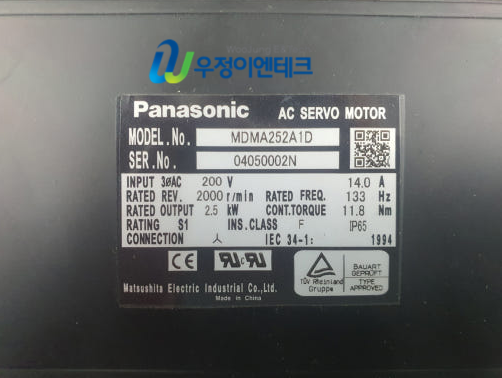 우정이엔테크
Panasonic AC SERVO MOTOR
MODEL.No. MDMA252A1D
SER.No. 04050002N
INPUT 3øAC 200 V 14.0 A
RATED REV. 2000 r/min RATED FREQ. 133 Hz
RATED OUTPUT 2.5 kW CONT.TORQUE 11.8 Nm
RATING S1 INS.CLASS F IP65
CONNECTION 人 IEC 34-1: 1994
CE
BAUART
GEPRÜFT
TÜV Rheinland
Gruppe
TYPE
APPROVED
Matsushita Electric Industrial Co.,Ltd.
Made in China